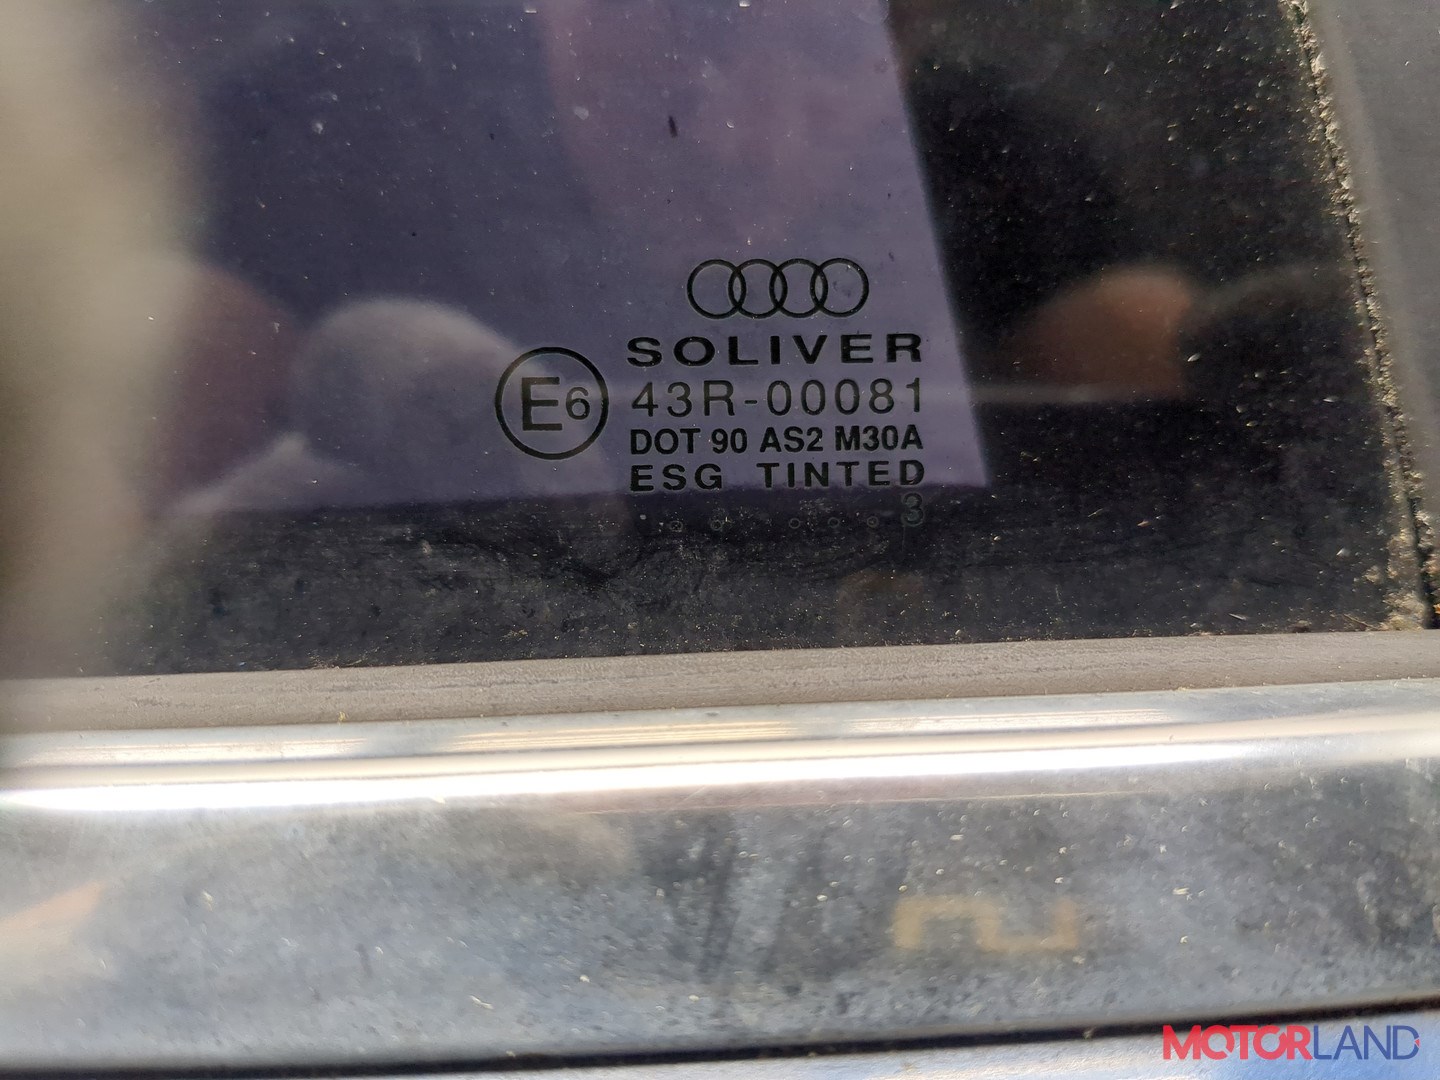 SOLIVER
E6
43R-00081
DOT 90 AS2 M30A
ESG TINTED
3
MOTORLAND